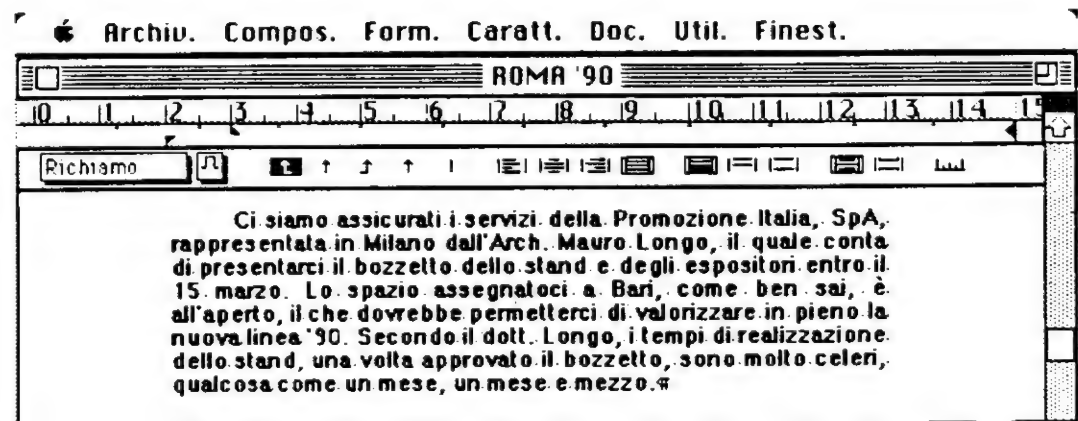 Archiv. Compos. Form. Caratt. Doc. Util. Finest.
ROMA '90
0 1 2 3 4 5 6 7 8 9 10 11 12 13 14 15
Richiamo
Ci siamo assicurati i servizi della Promozione Italia, SpA,
rappresentata in Milano dall'Arch. Mauro Longo, il quale conta
di presentarci il bozzetto dello stand e degli espositori entro il
15 marzo. Lo spazio assegnatoci a Bari, come ben sai, è
all'aperto, il che dovrebbe permetterci di valorizzare in pieno la
nuova linea '90. Secondo il dott. Longo, i tempi di realizzazione
dello stand, una volta approvato il bozzetto, sono molto celeri,
qualcosa come un mese, un mese e mezzo.¶